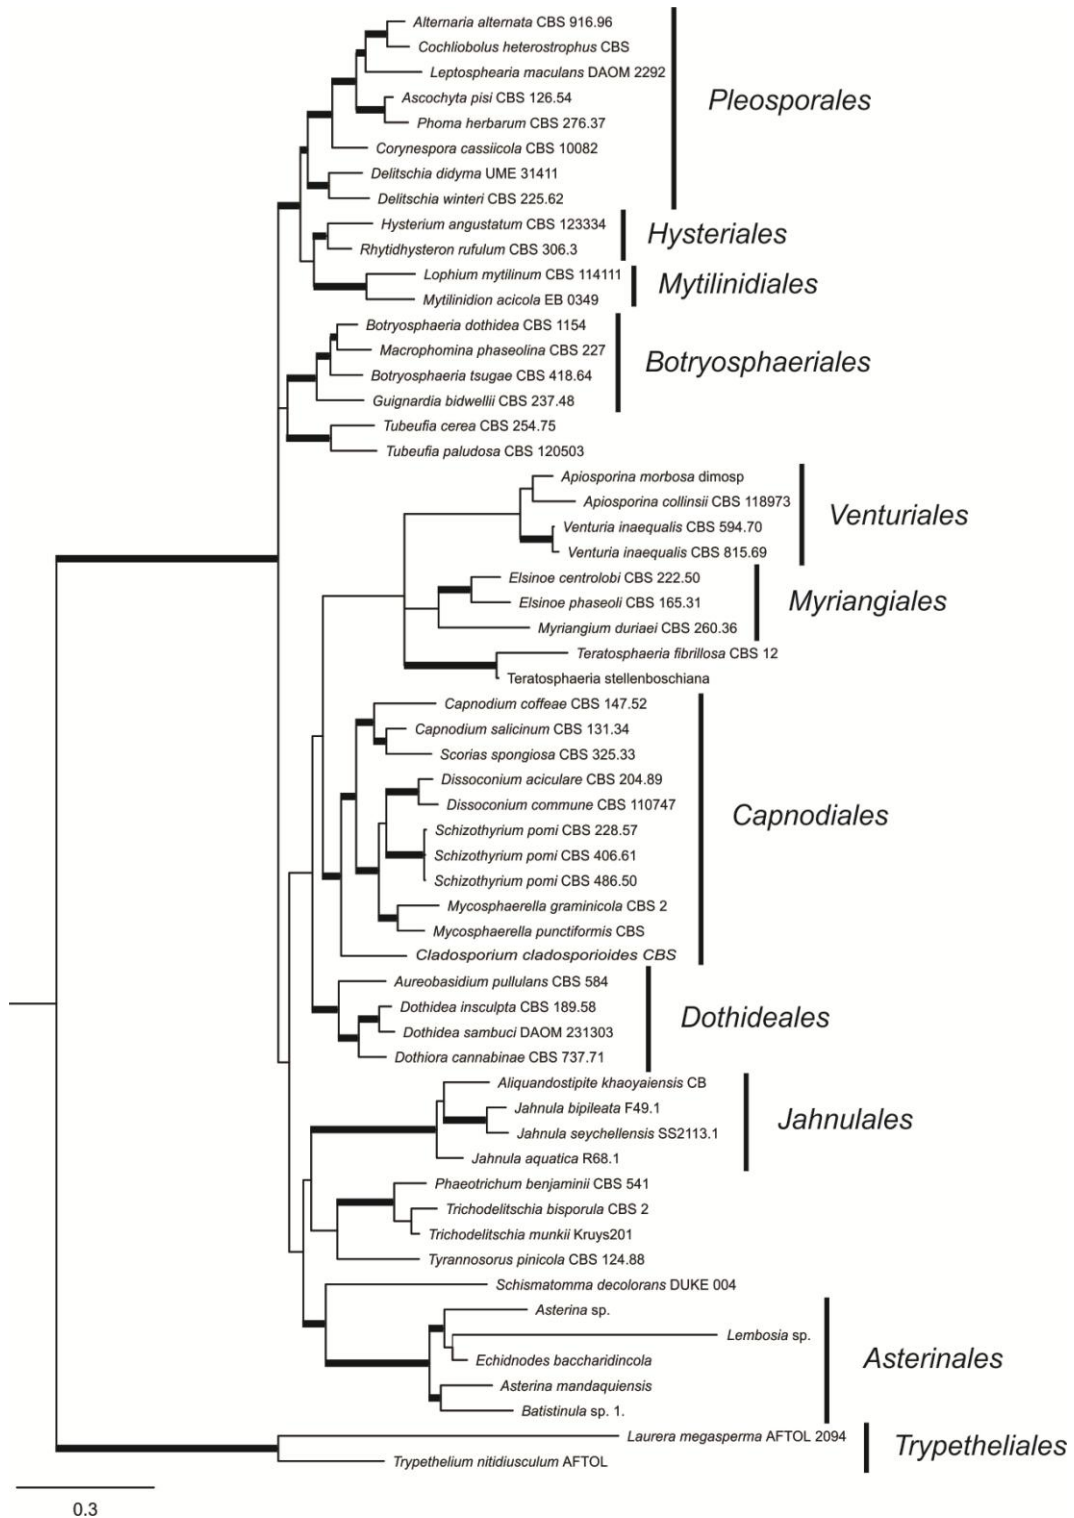 Alternaria alternata CBS 916.96
Cochliobolus heterostrophus CBS
Leptosphearia maculans DAOM 2292
Ascochyta pisi CBS 126.54
Pleosporales
Phoma herbarum CBS 276.37
Corynespora cassiicola CBS 10082
Delitschia didyma UME 31411
Delitschia winteri CBS 225.62
Hysterium angustatum CBS 123334
Hysteriales
Rhytidhysteron rufulum CBS 306.3
Lophium mytilinum CBS 114111
Mytilinidiales
Mytilinidion acicola EB 0349
Botryosphaeria dothidea CBS 1154
Macrophomina phaseolina CBS 227
Botryosphaeriales
Botryosphaeria tsugae CBS 418.64
Guignardia bidwellii CBS 237.48
Tubeufia cerea CBS 254.75
Tubeufia paludosa CBS 120503
Apiosporina morbosa dimosp
Apiosporina collinsii CBS 118973
Venturiales
Venturia inaequalis CBS 594.70
Venturia inaequalis CBS 815.69
Elsinoe centrolobi CBS 222.50
Elsinoe phaseoli CBS 165.31
Myriangiales
Myriangium duriaei CBS 260.36
Teratosphaeria fibrillosa CBS 12
Teratosphaeria stellenboschiana
Capnodium coffeae CBS 147.52
Capnodium salicinum CBS 131.34
Scorias spongiosa CBS 325.33
Dissoconium aciculare CBS 204.89
Dissoconium commune CBS 110747
Capnodiales
Schizothyrium pomi CBS 228.57
Schizothyrium pomi CBS 406.61
Schizothyrium pomi CBS 486.50
Mycosphaerella graminicola CBS 2
Mycosphaerella punctiformis CBS
Cladosporium cladosporioides CBS
Aureobasidium pullulans CBS 584
Dothidea insculpta CBS 189.58
Dothideales
Dothidea sambuci DAOM 231303
Dothiora cannabinae CBS 737.71
Aliquandostipite khaoyaiensis CB
Jahnula bipileata F49.1
Jahnulales
Jahnula seychellensis SS2113.1
Jahnula aquatica R68.1
Phaeotrichum benjaminii CBS 541
Trichodelitschia bisporula CBS 2
Trichodelitschia munkii Kruys201
Tyrannosorus pinicola CBS 124.88
Schismatomma decolorans DUKE 004
Asterina sp.
Lembosia sp.
Asterinales
Echidnodes baccharidincola
Asterina mandaquiensis
Batistinula sp. 1.
Laurera megasperma AFTOL 2094
Trypetheliales
Trypethelium nitidiusculum AFTOL
0.3